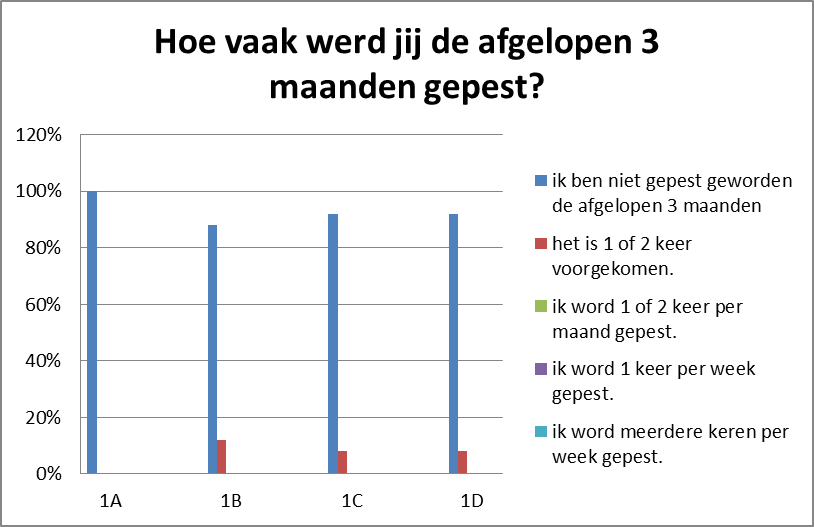 Hoe vaak werd jij de afgelopen 3
maanden gepest?
120%
100%
80%
60%
40%
20%
0%
1A
1B
1C
1D
ik ben niet gepest geworden
de afgelopen 3 maanden
het is 1 of 2 keer
voorgekomen.
ik word 1 of 2 keer per
maand gepest.
ik word 1 keer per week
gepest.
ik word meerdere keren per
week gepest.